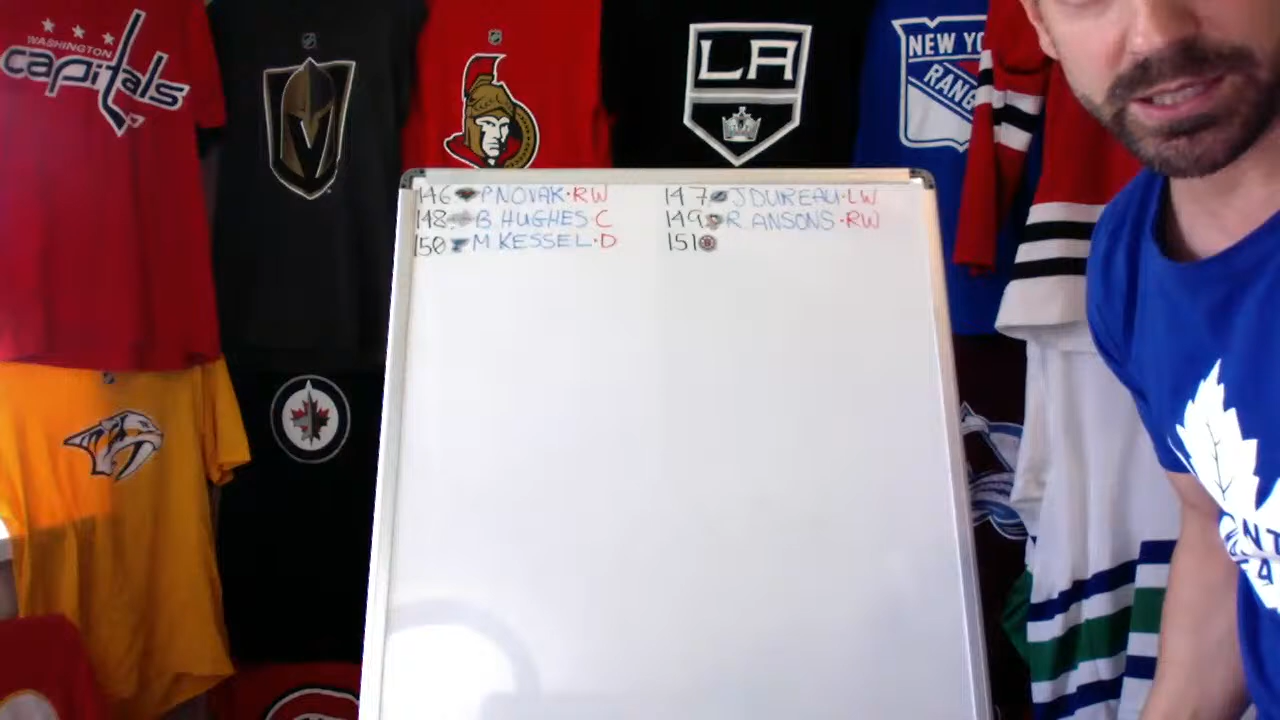 WASHINGTON
capitals
LA
NEW YO
RANG
146 P. NOVAK · RW 147 J DUREAU · LW
148 B HUGHES C 149 R. ANSONS · RW
150 M KESSEL · D 151